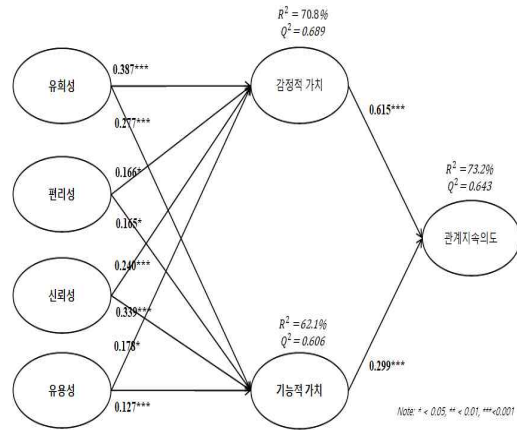 R² = 70.8%
Q² = 0.689
유희성
0.387***
0.277***
감정적 가치
0.615***
편리성
0.166*
0.165*
R² = 73.2%
Q² = 0.643
관계지속의도
신뢰성
0.240***
0.339***
R² = 62.1%
Q² = 0.606
유용성
0.178*
0.127***
기능적 가치
0.299***
Note: * < 0.05, ** < 0.01, ***<0.001